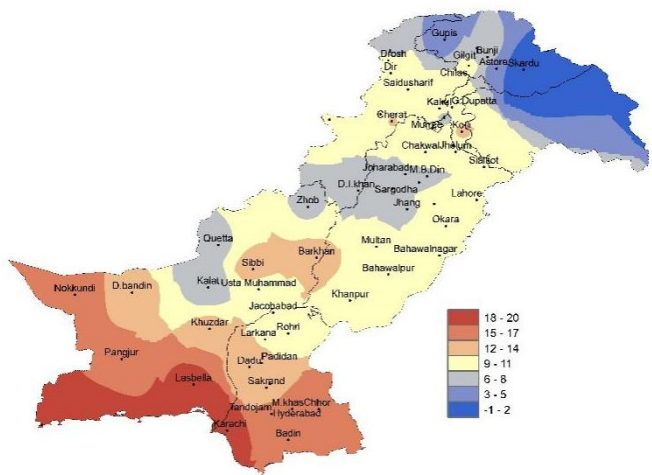 Gupis
Drosh
Gilgit
Bunji
Dir
Astore
Skardu
Chilas
Saidusharif
G.Dupatta
Cherat
Kotli
Chakwal
Jhelum
Sialkot
Joharabad
M.B.Din
D.I.khan
Sargodha
Zhob
Jhang
Lahore
Okara
Quetta
Multan
Barkhan
Bahawalnagar
Sibbi
Bahawalpur
Kalat
Usta Muhammad
Nokkundi
D.bandin
Khanpur
Jacobabad
Khuzdar
Larkana
Rohri
Pangjur
Dadu
Padidan
Lasbella
Sakrand
Tandojam
M.khas
Chhor
Hyderabad
Karachi
Badin
18 - 20
15 - 17
12 - 14
9 - 11
6 - 8
3 - 5
-1 - 2